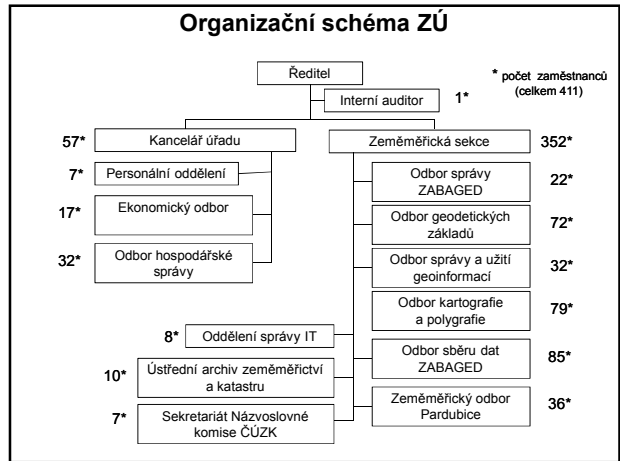 Organizační schéma ZÚ
Ředitel
* počet zaměstnanců
(celkem 411)
Interní auditor
1*
57*
Kancelář úřadu
Zeměměřická sekce
352*
7*
Personální oddělení
17*
Ekonomický odbor
32*
Odbor hospodářské
správy
Odbor správy
ZABAGED
22*
Odbor geodetických
základů
72*
Odbor správy a užití
geoinformací
32*
Odbor kartografie
a polygrafie
79*
8*
Oddělení správy IT
Odbor sběru dat
ZABAGED
85*
10*
Ústřední archiv zeměměřictví
a katastru
Zeměměřický odbor
Pardubice
36*
7*
Sekretariát Názvoslovné
komise ČÚZK